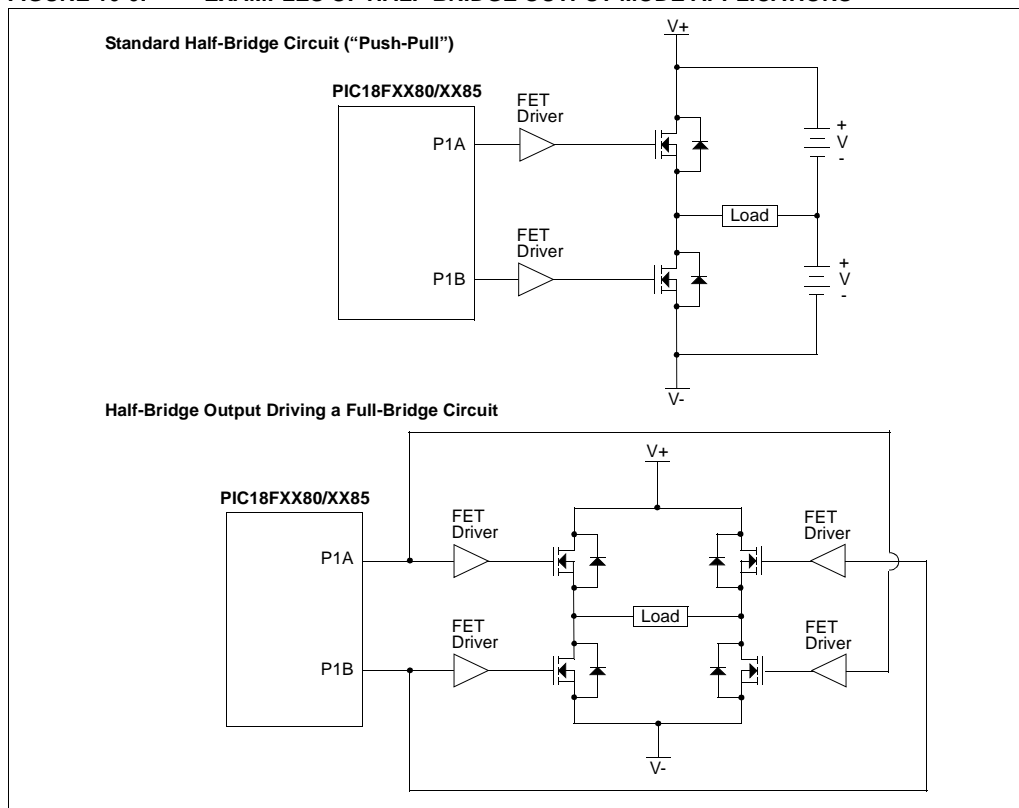 Standard Half-Bridge Circuit (“Push-Pull”)
V+
PIC18FXX80/XX85
FET
Driver
P1A
+
V
-
Load
FET
Driver
P1B
+
V
-
V-
Half-Bridge Output Driving a Full-Bridge Circuit
V+
PIC18FXX80/XX85
FET
Driver
FET
Driver
P1A
Load
FET
Driver
FET
Driver
P1B
V-